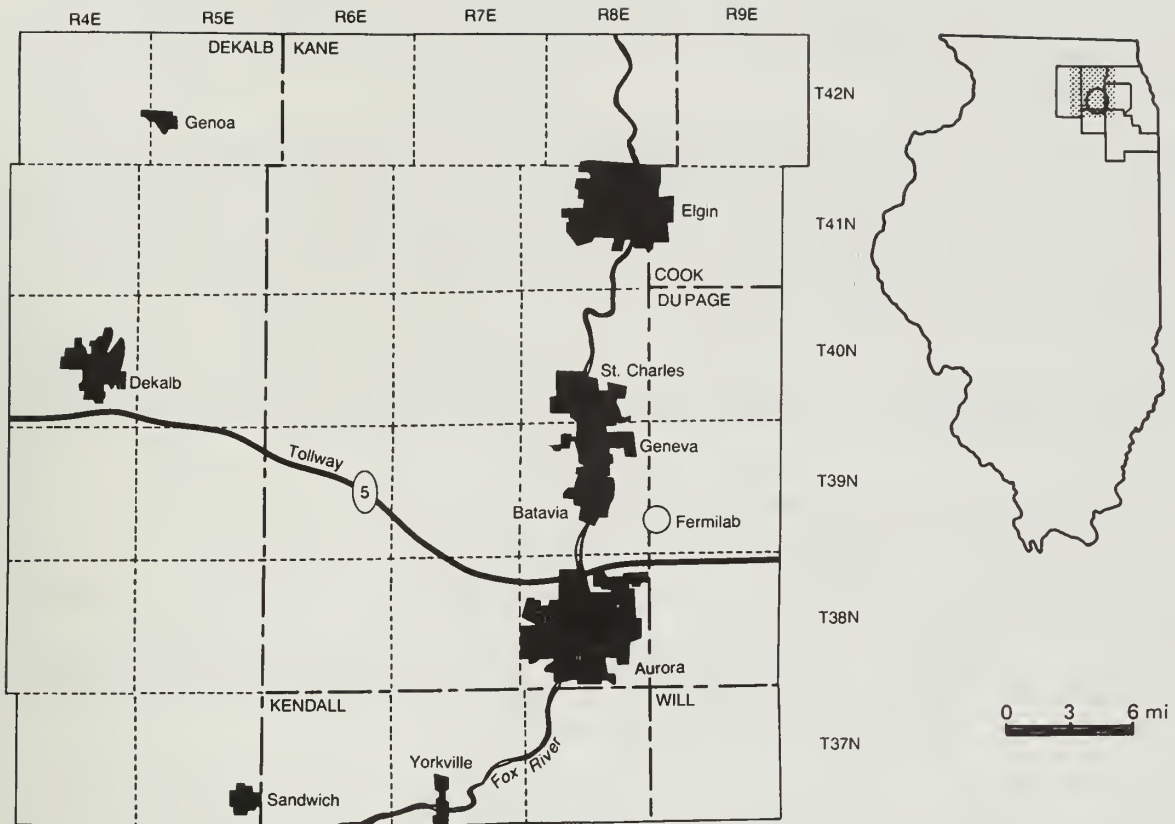 R4E R5E R6E R7E R8E R9E
DEKALB KANE
T42N
Genoa
Elgin
T41N
COOK
DU PAGE
T40N
St. Charles
Dekalb
Geneva
Tollway
5
T39N
Batavia
Fermilab
T38N
Aurora
KENDALL
WILL
0 3 6 mi
T37N
Yorkville
Fox River
Sandwich